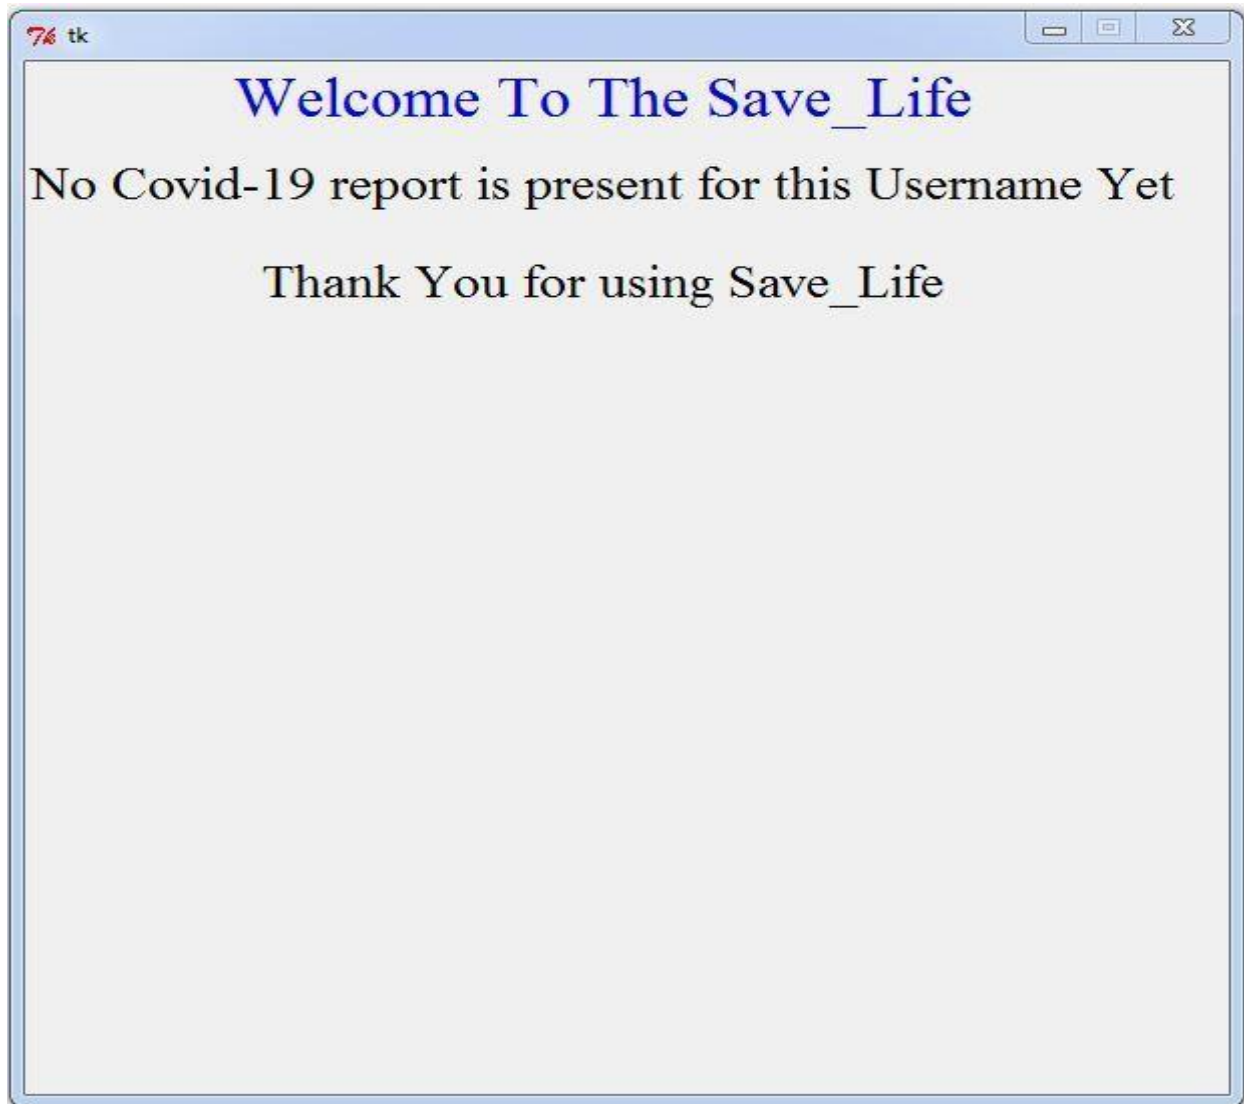 tk
Welcome To The Save_Life
No Covid-19 report is present for this Username Yet
Thank You for using Save_Life